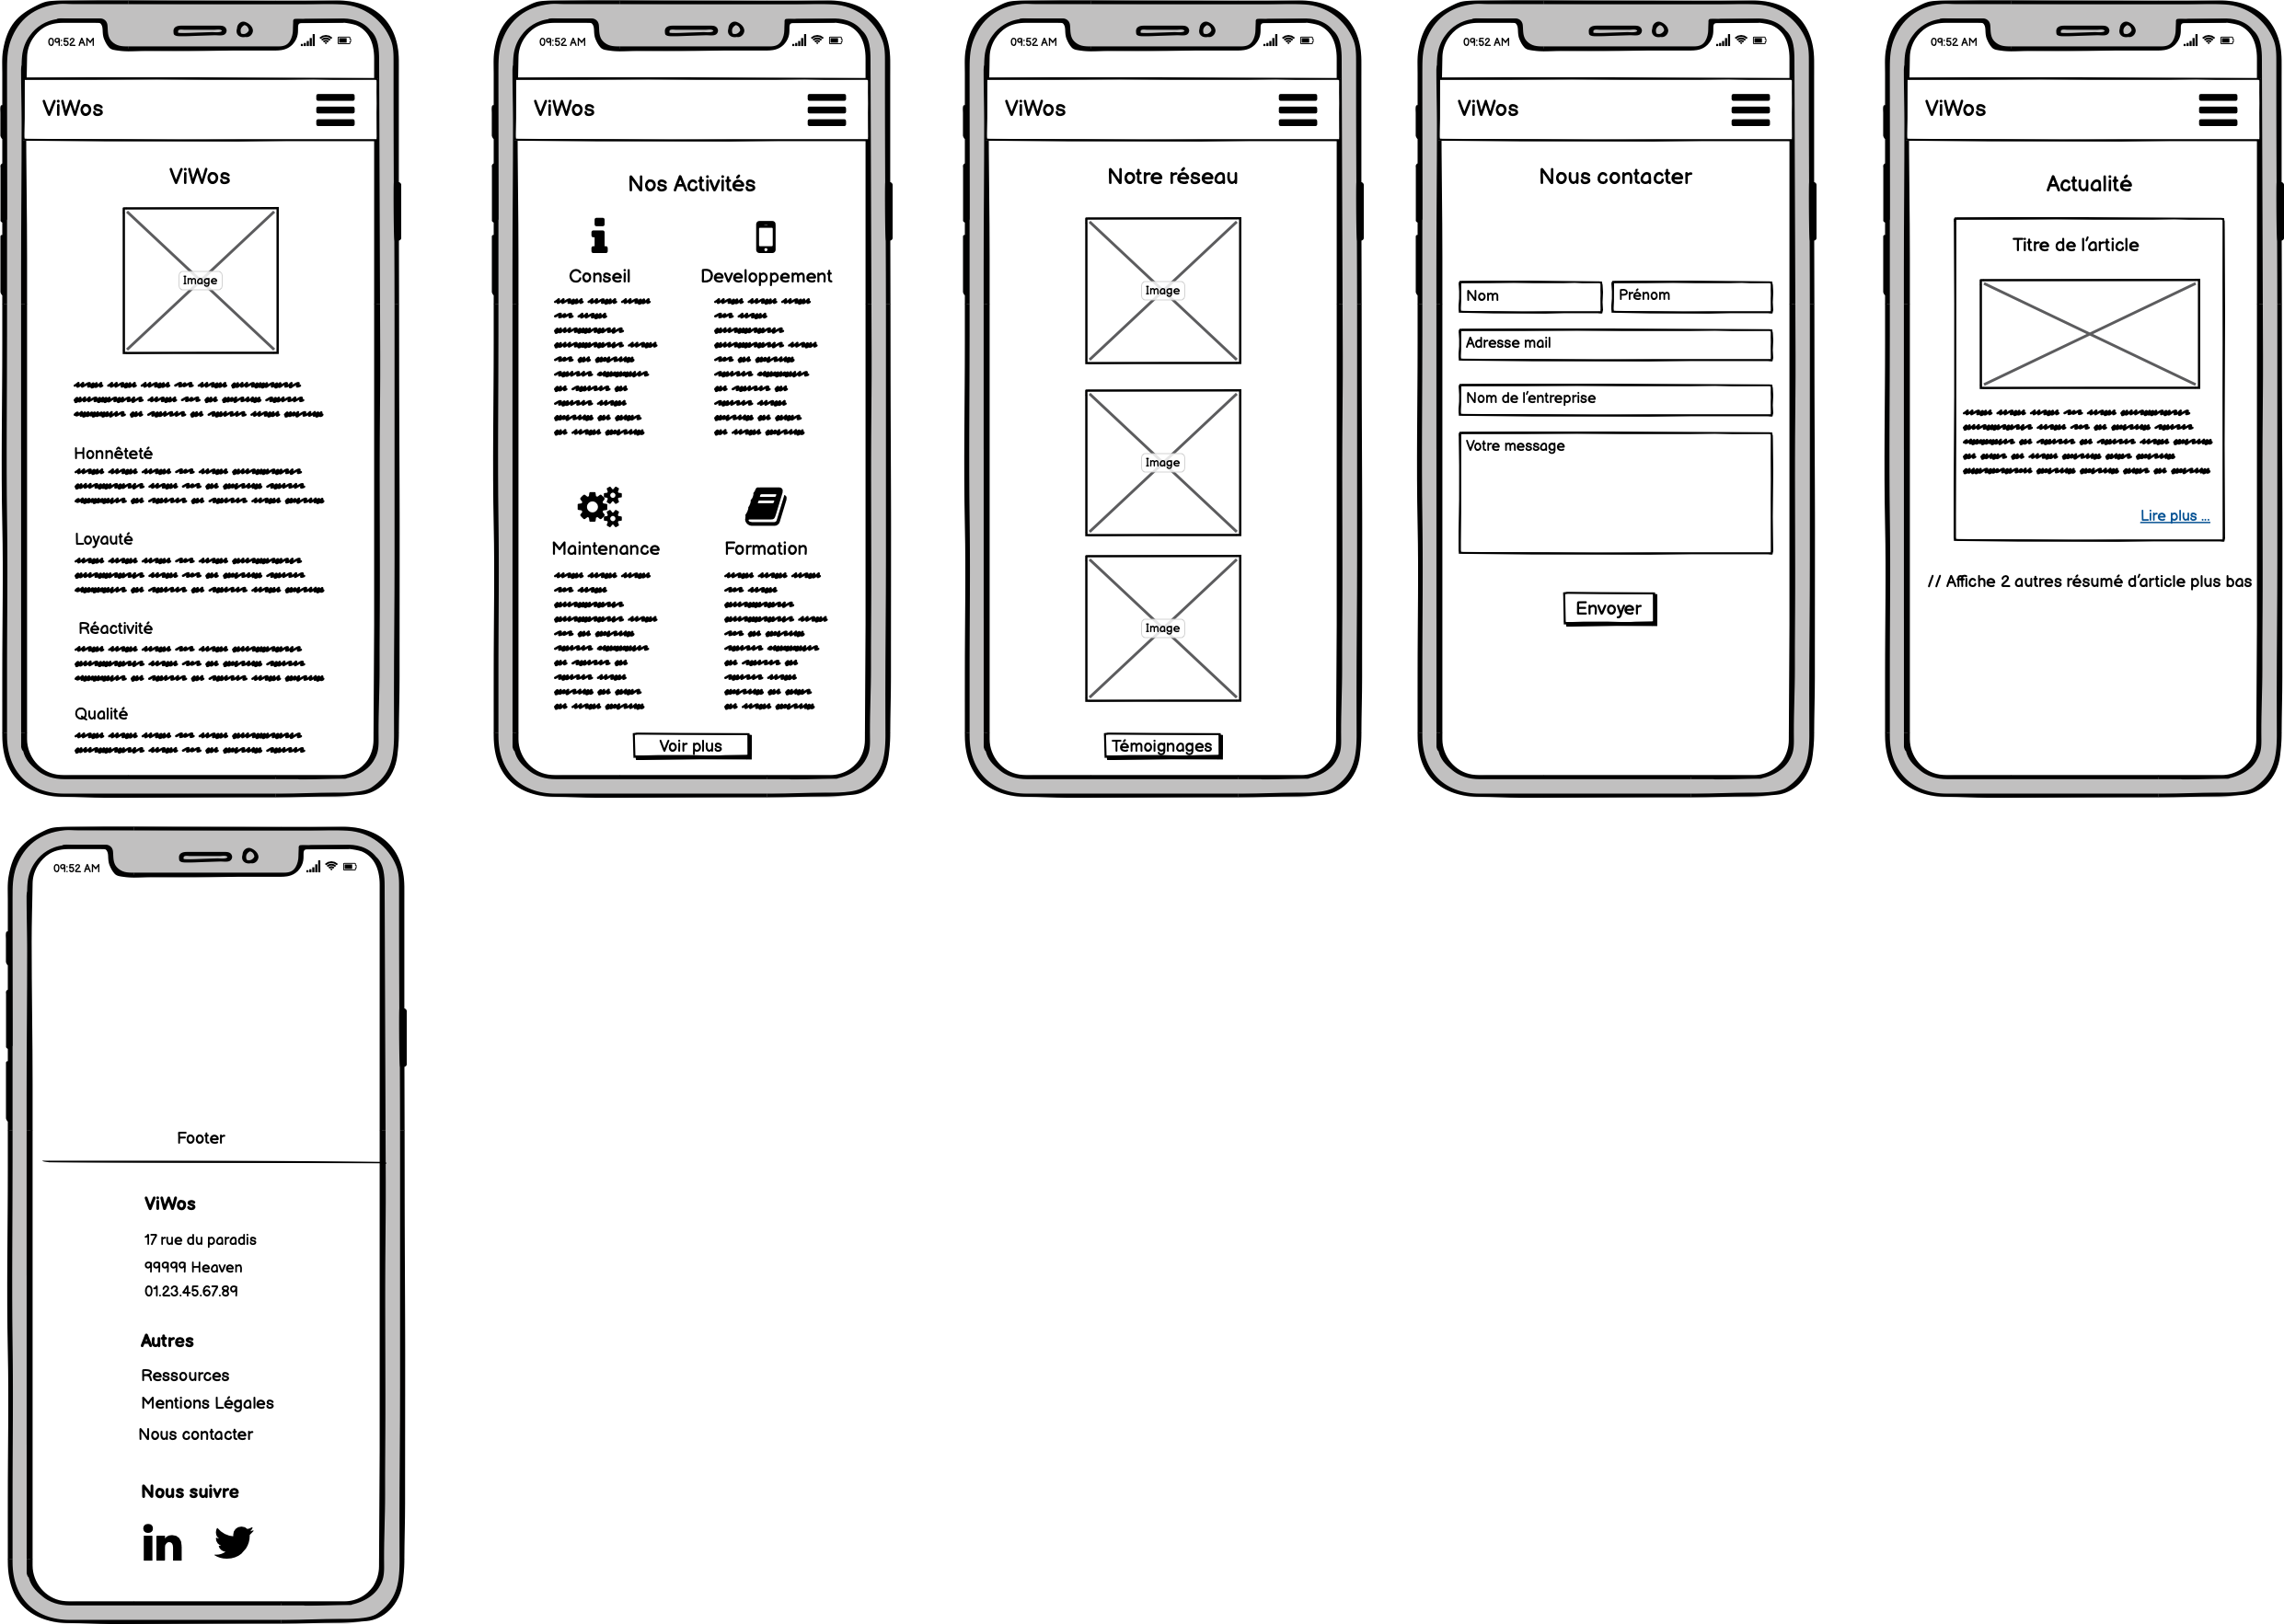 09:52 AM
ViWos
ViWos
Image
Honnêteté
Loyauté
Réactivité
Qualité
09:52 AM
ViWos
Nos Activités
Conseil
Developpement
Maintenance
Formation
Voir plus
09:52 AM
ViWos
Notre réseau
Image
Image
Image
Témoignages
09:52 AM
ViWos
Nous contacter
Nom
Prénom
Adresse mail
Nom de l'entreprise
Votre message
Envoyer
09:52 AM
ViWos
Actualité
Titre de l'article
Lire plus ...
// Affiche 2 autres résumé d'article plus bas
09:52 AM
Footer
ViWos
17 rue du paradis
99999 Heaven
01.23.45.67.89
Autres
Ressources
Mentions Légales
Nous contacter
Nous suivre
in